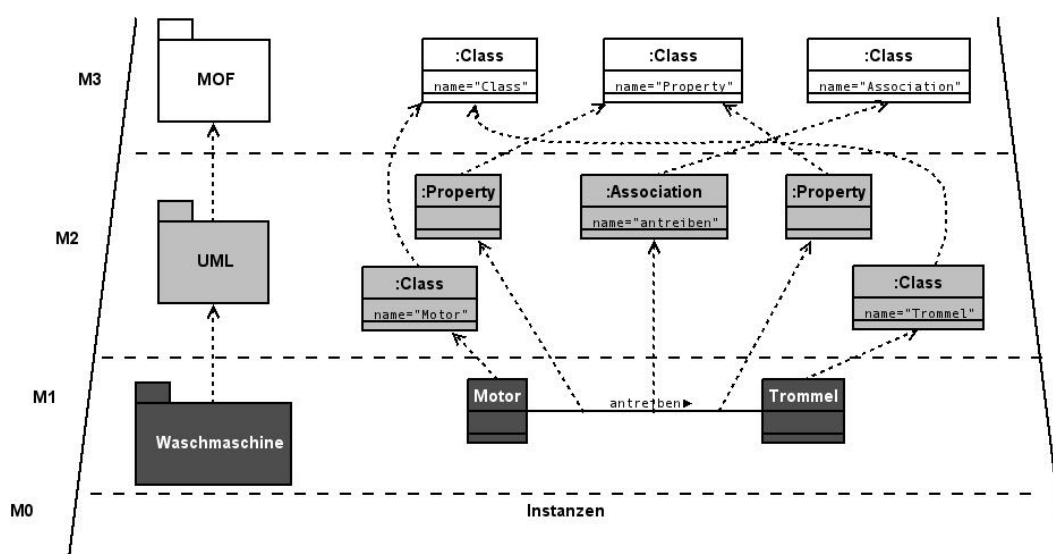 M3
MOF
:Class
name="Class"
:Class
name="Property"
:Class
name="Association"
M2
UML
:Property
:Association
name="antreiben"
:Property
:Class
name="Motor"
:Class
name="Trommel"
M1
Waschmaschine
Motor
antreiben▶
Trommel
M0
Instanzen